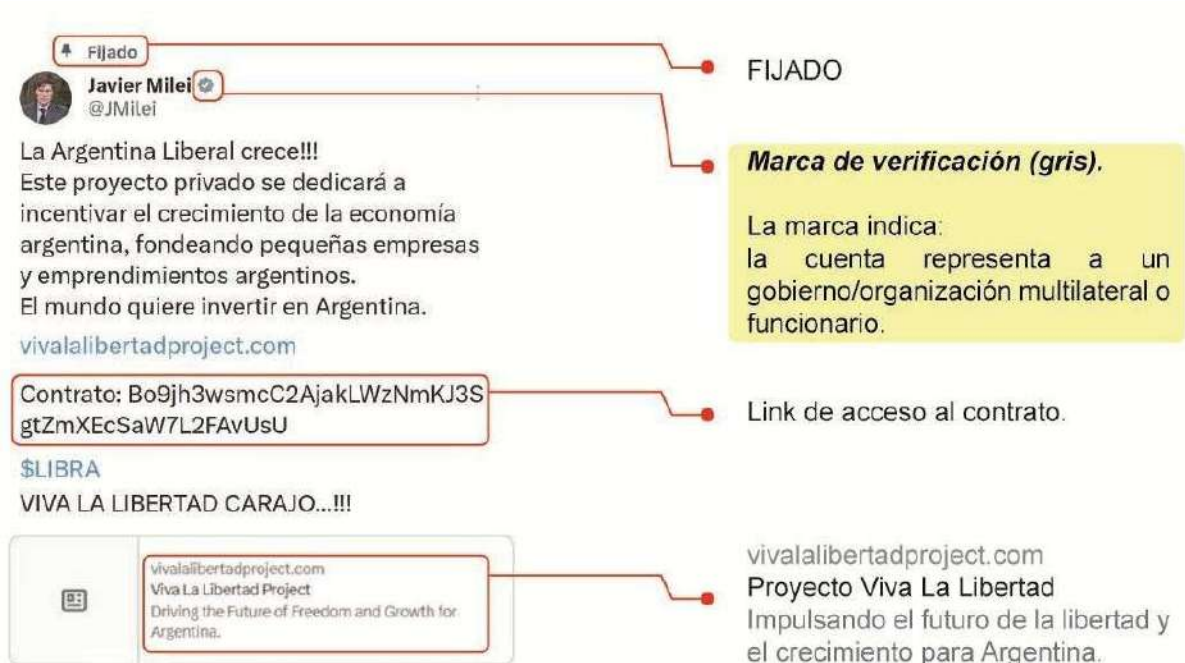 Fijado
Javier Milei
@JMilei
La Argentina Liberal crece!!!
Este proyecto privado se dedicará a
incentivar el crecimiento de la economía
argentina, fondeando pequeñas empresas
y emprendimientos argentinos.
El mundo quiere invertir en Argentina.
vivalalibertadproject.com
Contrato: Bo9jh3wsmcC2AjakLWzNmKJ3S
gtZmXEcSaW7L2FAvUsU
$LIBRA
VIVA LA LIBERTAD CARAJO...!!!
vivalalibertadproject.com
Viva La Libertad Project
Driving the Future of Freedom and Growth for
Argentina.
FIJADO
Marca de verificación (gris).
La marca indica:
la cuenta representa a un
gobierno/organización multilateral o
funcionario.
Link de acceso al contrato.
vivalalibertadproject.com
Proyecto Viva La Libertad
Impulsando el futuro de la libertad y
el crecimiento para Argentina.